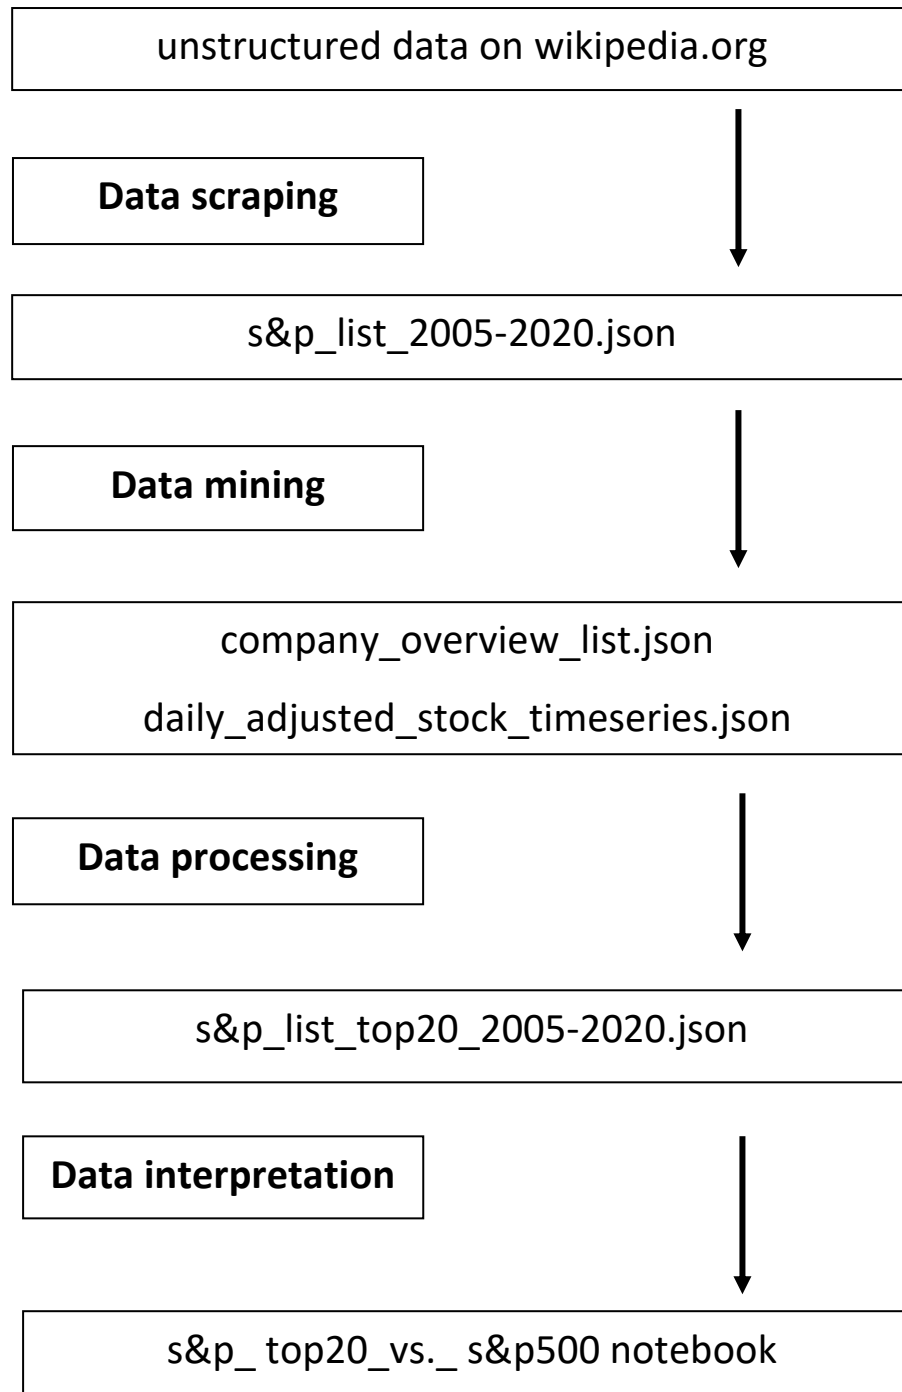 unstructured data on wikipedia.org
Data scraping
s&p_list_2005-2020.json
Data mining
company_overview_list.json
daily_adjusted_stock_timeseries.json
Data processing
s&p_list_top20_2005-2020.json
Data interpretation
s&p_ top20_vs._ s&p500 notebook